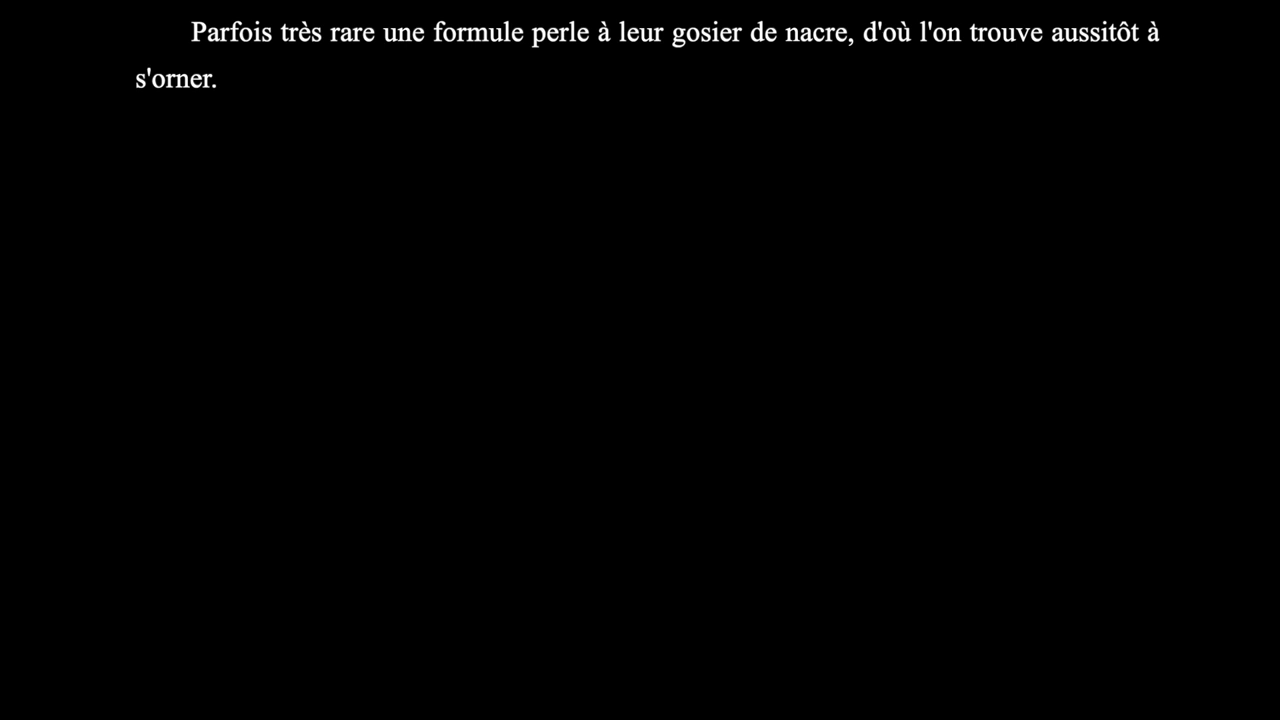 Parfois très rare une formule perle à leur gosier de nacre, d'où l'on trouve aussitôt à
s'orner.